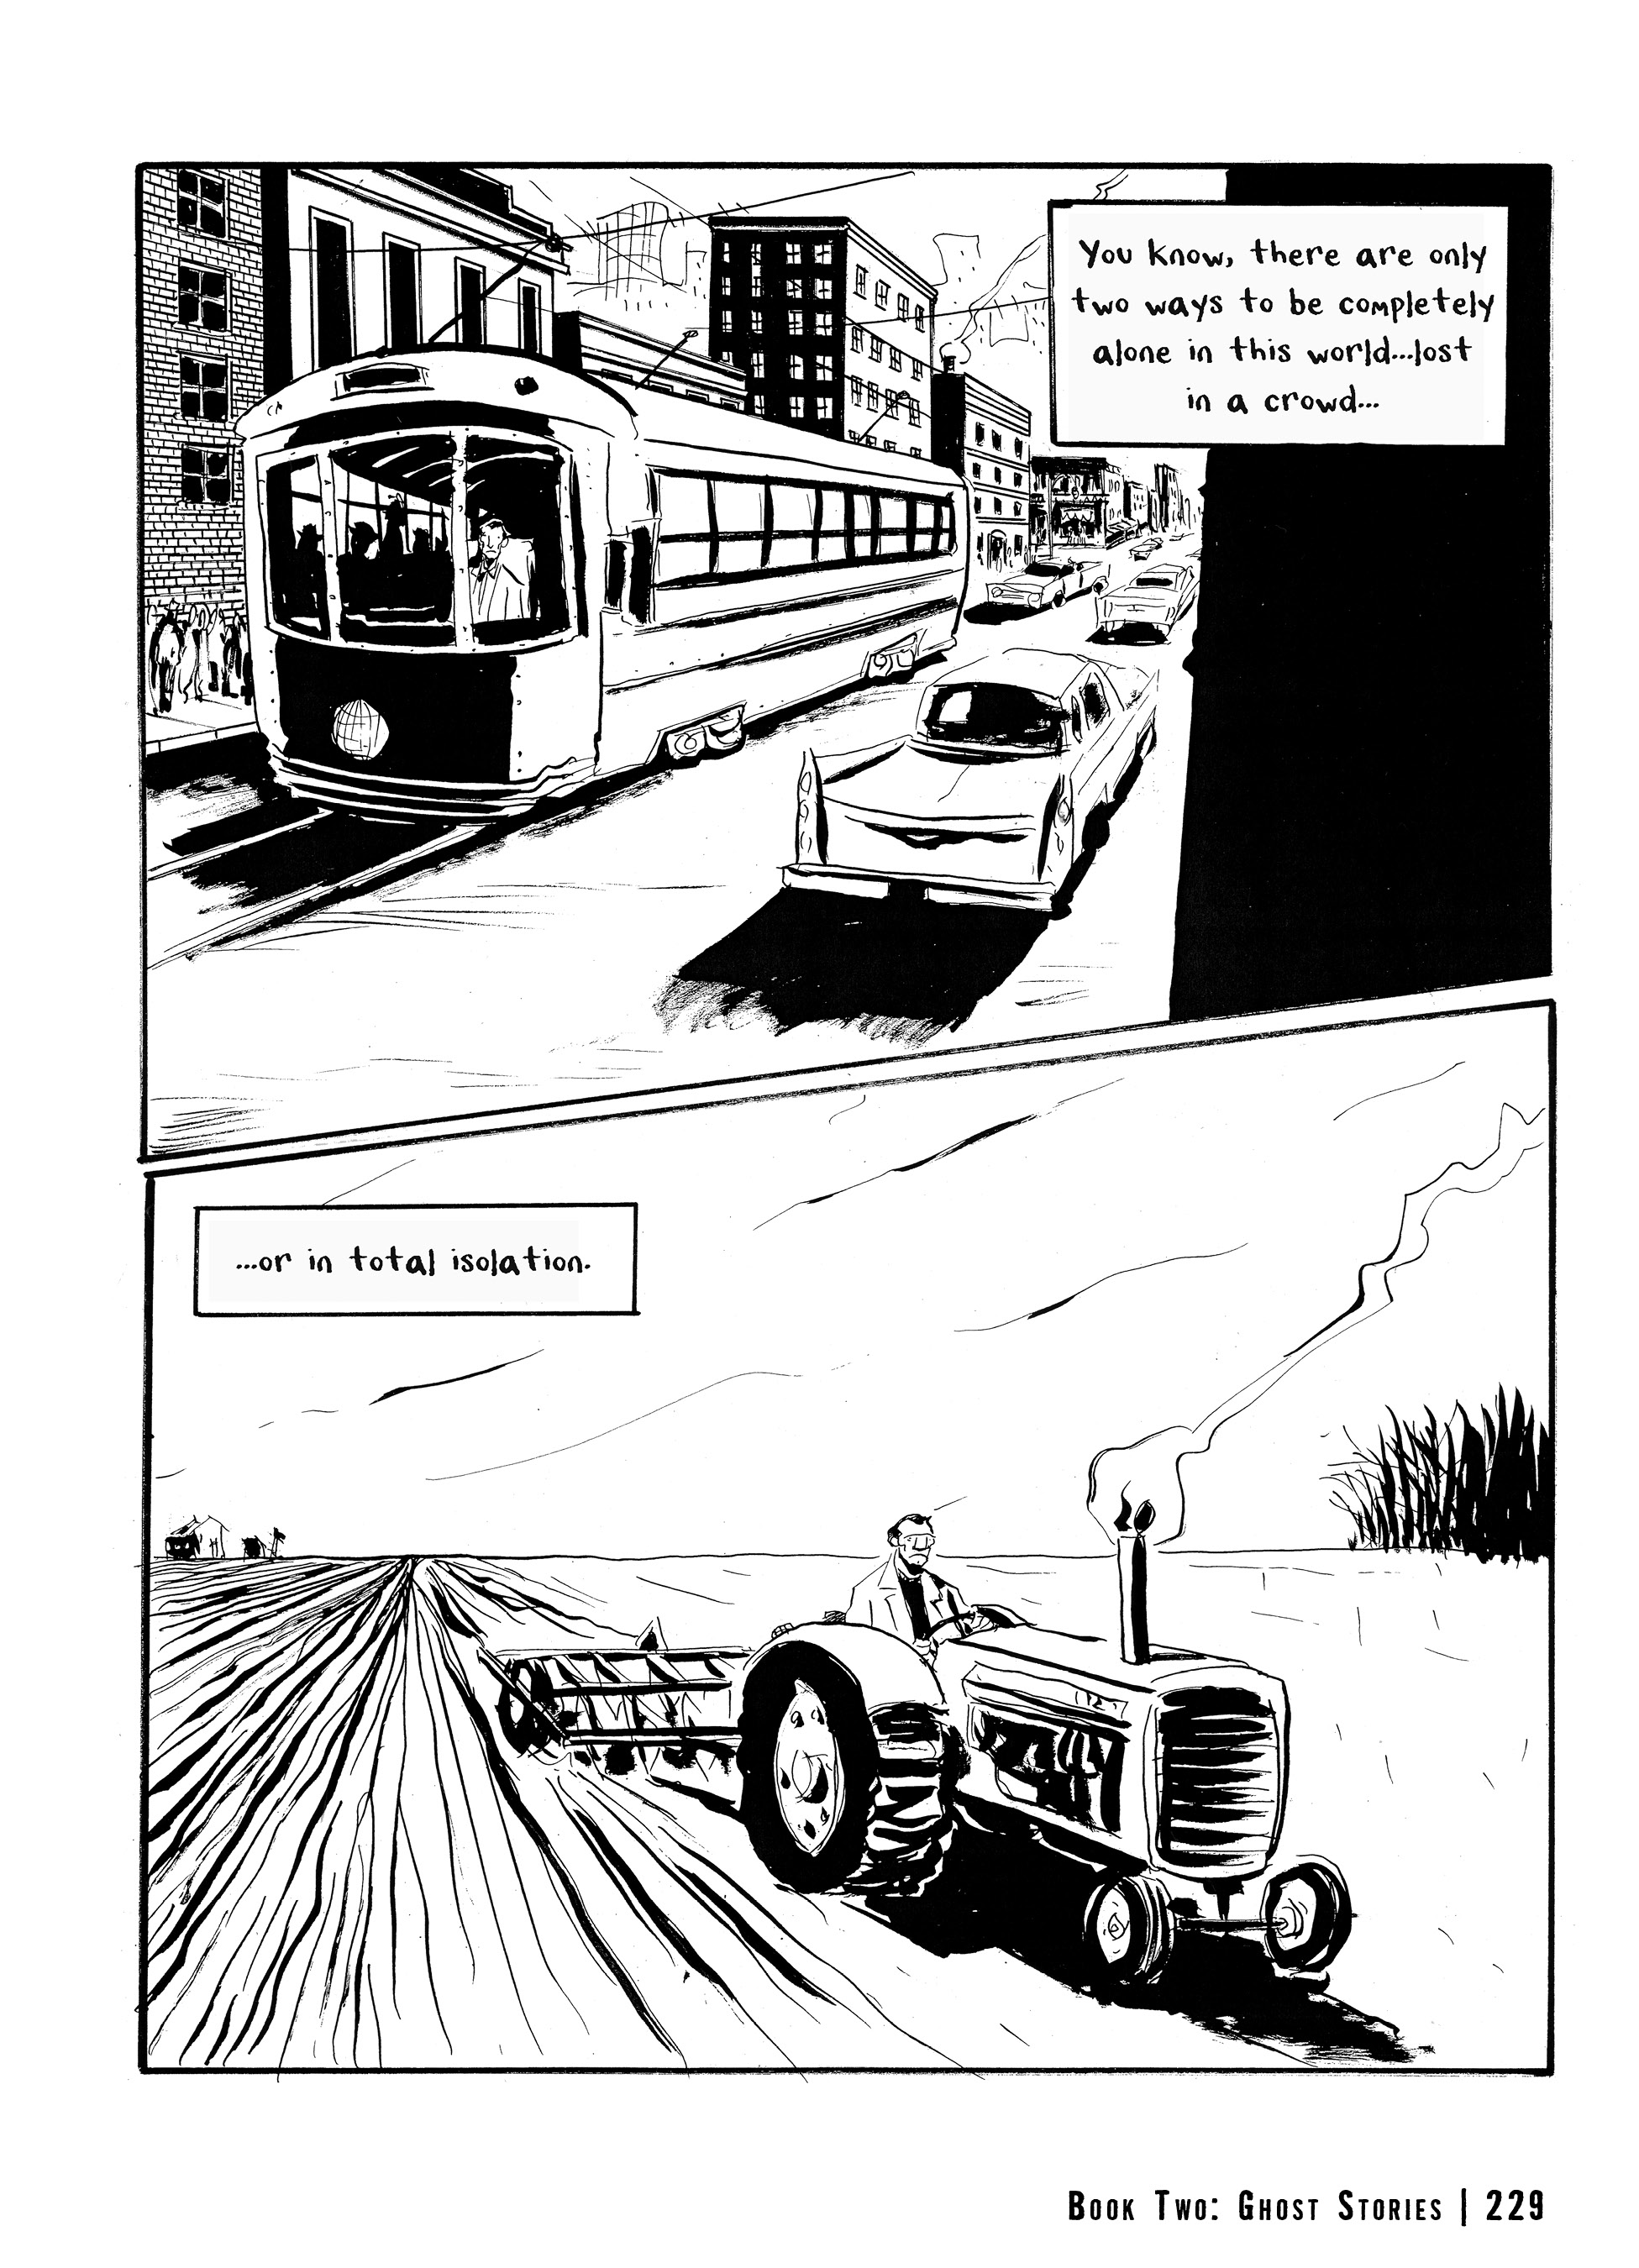 You know, there are only
two ways to be completely
alone in this world...lost
in a crowd...
...or in total isolation.
Book Two: Ghost Stories | 229